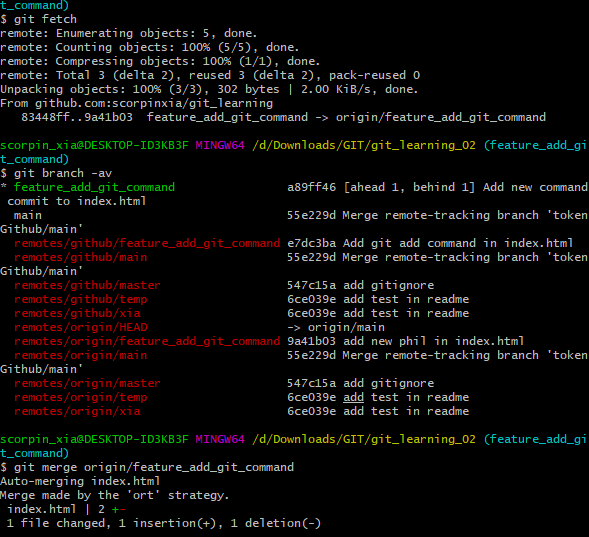 t_command)
$ git fetch
remote: Enumerating objects: 5, done.
remote: Counting objects: 100% (5/5), done.
remote: Compressing objects: 100% (1/1), done.
remote: Total 3 (delta 2), reused 3 (delta 2), pack-reused 0
Unpacking objects: 100% (3/3), 302 bytes | 2.00 KiB/s, done.
From github.com:scorpinxia/git_learning
   83448ff..9a41b03  feature_add_git_command -> origin/feature_add_git_command
scorpin_xia@DESKTOP-ID3KB3F MINGW64 /d/Downloads/GIT/git_learning_02 (feature_add_gi
t_command)
$ git branch -av
* feature_add_git_command                a89ff46 [ahead 1, behind 1] Add new command
 commit to index.html
  main                                   55e229d Merge remote-tracking branch 'token
Github/main'
  remotes/github/feature_add_git_command e7dc3ba Add git add command in index.html
  remotes/github/main                    55e229d Merge remote-tracking branch 'token
Github/main'
  remotes/github/master                  547c15a add gitignore
  remotes/github/temp                    6ce039e add test in readme
  remotes/github/xia                     6ce039e add test in readme
  remotes/origin/HEAD                    -> origin/main
  remotes/origin/feature_add_git_command 9a41b03 add new phil in index.html
  remotes/origin/main                    55e229d Merge remote-tracking branch 'token
Github/main'
  remotes/origin/master                  547c15a add gitignore
  remotes/origin/temp                    6ce039e add test in readme
  remotes/origin/xia                     6ce039e add test in readme
scorpin_xia@DESKTOP-ID3KB3F MINGW64 /d/Downloads/GIT/git_learning_02 (feature_add_gi
t_command)
$ git merge origin/feature_add_git_command
Auto-merging index.html
Merge made by the 'ort' strategy.
 index.html | 2 +-
 1 file changed, 1 insertion(+), 1 deletion(-)